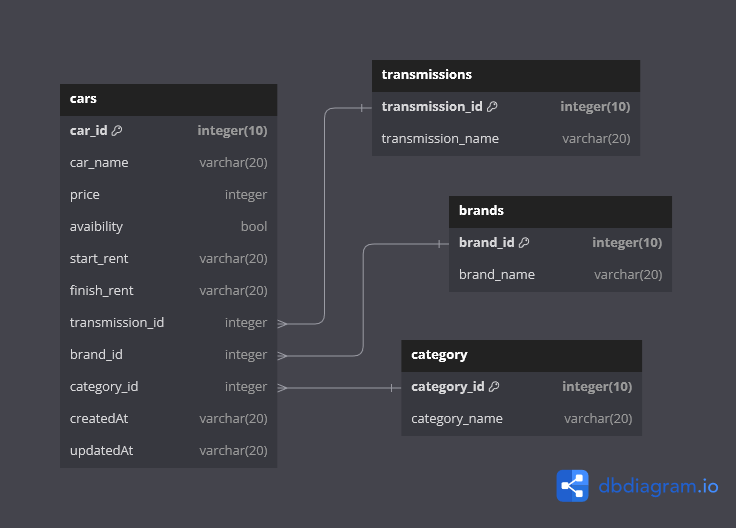 cars
car_id integer(10)
car_name varchar(20)
price integer
avaibility bool
start_rent varchar(20)
finish_rent varchar(20)
transmission_id integer
brand_id integer
category_id integer
createdAt varchar(20)
updatedAt varchar(20)
transmissions
transmission_id integer(10)
transmission_name varchar(20)
brands
brand_id integer(10)
brand_name varchar(20)
category
category_id integer(10)
category_name varchar(20)
dbdiagram.io